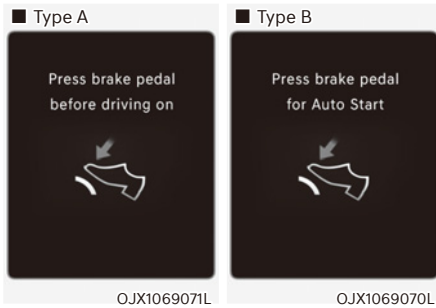 ■ Type A
Press brake pedal
before driving on
OJX1069071L
■ Type B
Press brake pedal
for Auto Start
OJX1069070L